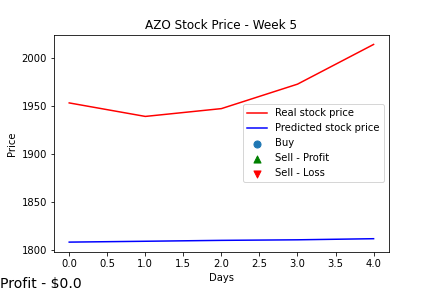 AZO Stock Price - Week 5
2000
1950
1900
1850
1800
Price
Real stock price
Predicted stock price
Buy
Sell - Profit
Sell - Loss
0.0 0.5 1.0 1.5 2.0 2.5 3.0 3.5 4.0
Days
Profit - $0.0